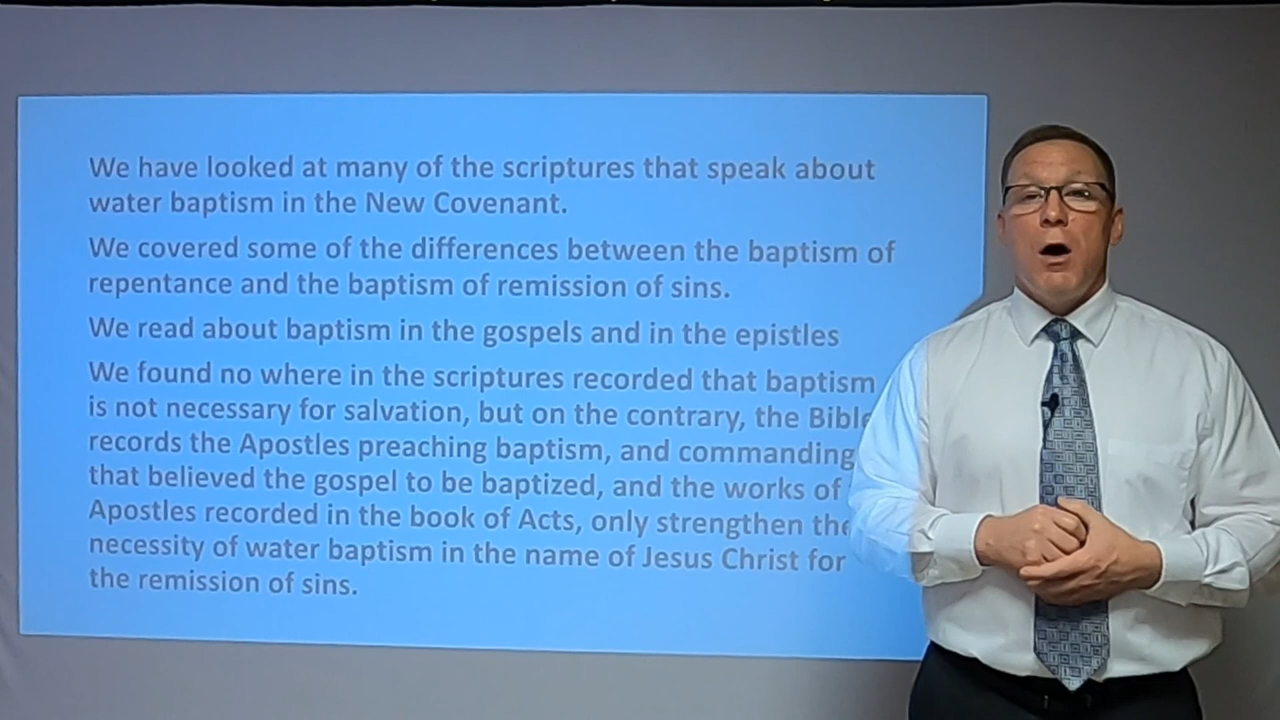 We have looked at many of the scriptures that speak about
water baptism in the New Covenant.
We covered some of the differences between the baptism of
repentance and the baptism of remission of sins.
We read about baptism in the gospels and in the epistles
We found no where in the scriptures recorded that baptism
is not necessary for salvation, but on the contrary, the Bible
records the Apostles preaching baptism, and commanding
that believed the gospel to be baptized, and the works of
Apostles recorded in the book of Acts, only strengthen the
necessity of water baptism in the name of Jesus Christ for
the remission of sins.